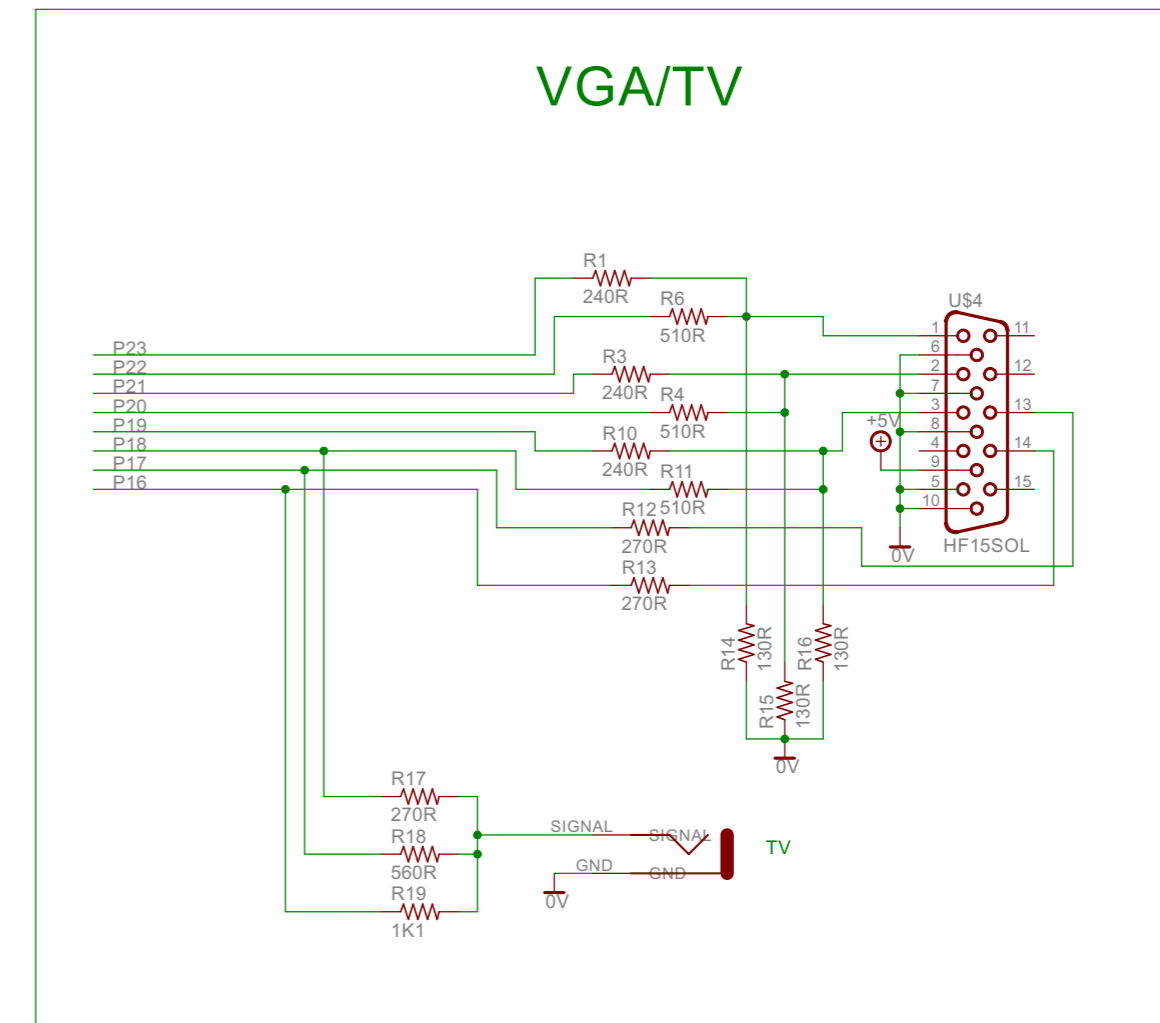 VGA/TV
R1
240R
R6
510R
U$4
P23
P22
P21
P20
P19
P18
P17
P16
R3
240R
R4
510R
R10
240R
R11
510R
R12
270R
R13
270R
1
6
2
7
3
8
4
9
5
10
11
12
13
14
15
+5V
0V
HF15SOL
R14
130R
R15
130R
R16
130R
0V
R17
270R
R18
560R
R19
1K1
SIGNAL
SIGNAL
GND
GND
0V
TV